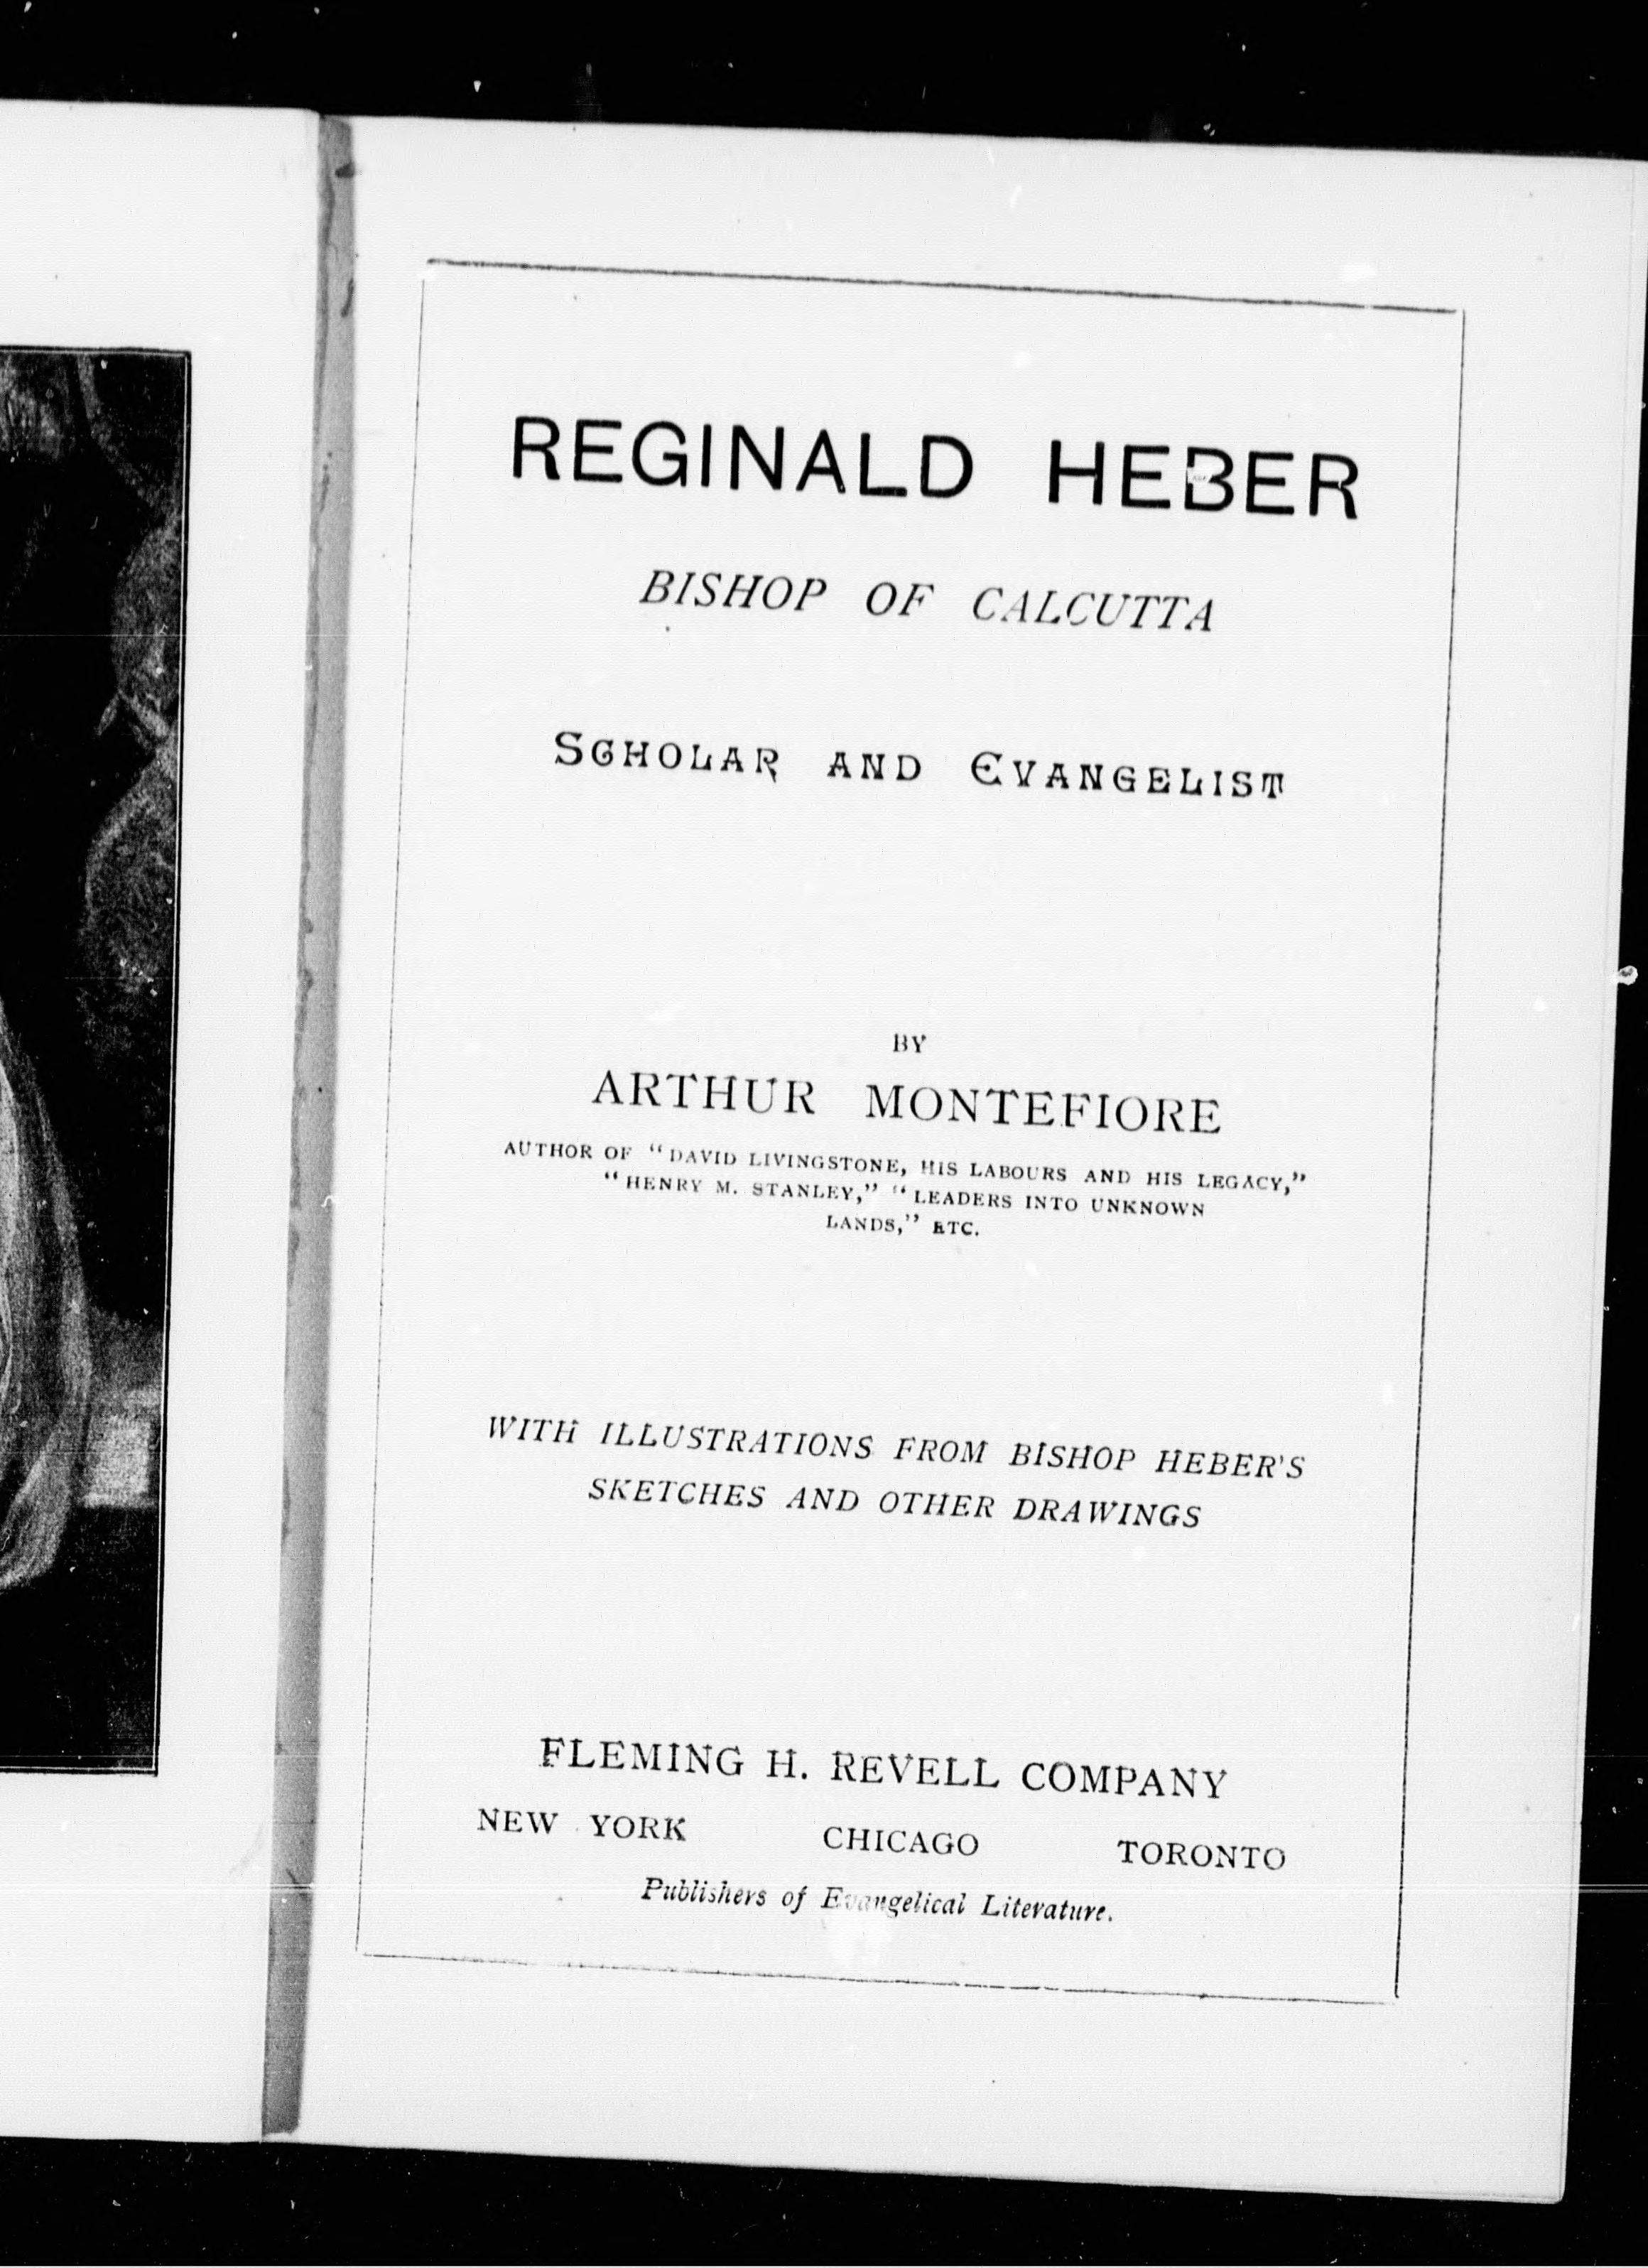 REGINALD HEBER
BISHOP OF CALCUTTA
SCHOLAR AND EVANGELIST
BY
ARTHUR MONTEFIORE
AUTHOR OF "DAVID LIVINGSTONE, HIS LABOURS AND HIS LEGACY,"
"HENRY M. STANLEY," "LEADERS INTO UNKNOWN
LANDS," ETC.
WITH ILLUSTRATIONS FROM BISHOP HEBER'S
SKETCHES AND OTHER DRAWINGS
FLEMING H. REVELL COMPANY
NEW YORK CHICAGO TORONTO
Publishers of Evangelical Literature.